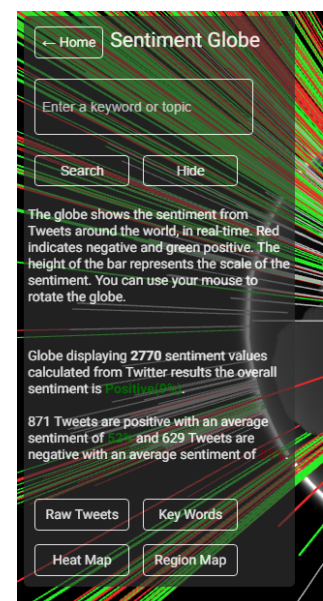 ← Home Sentiment Globe
Enter a keyword or topic
Search Hide
The globe shows the sentiment from
Tweets around the world, in real-time. Red
indicates negative and green positive. The
height of the bar represents the scale of the
sentiment. You can use your mouse to
rotate the globe.
Globe displaying 2770 sentiment values
calculated from Twitter results the overall
sentiment is Positive(9%).
871 Tweets are positive with an average
sentiment of 52% and 629 Tweets are
negative with an average sentiment of
Raw Tweets Key Words
Heat Map Region Map